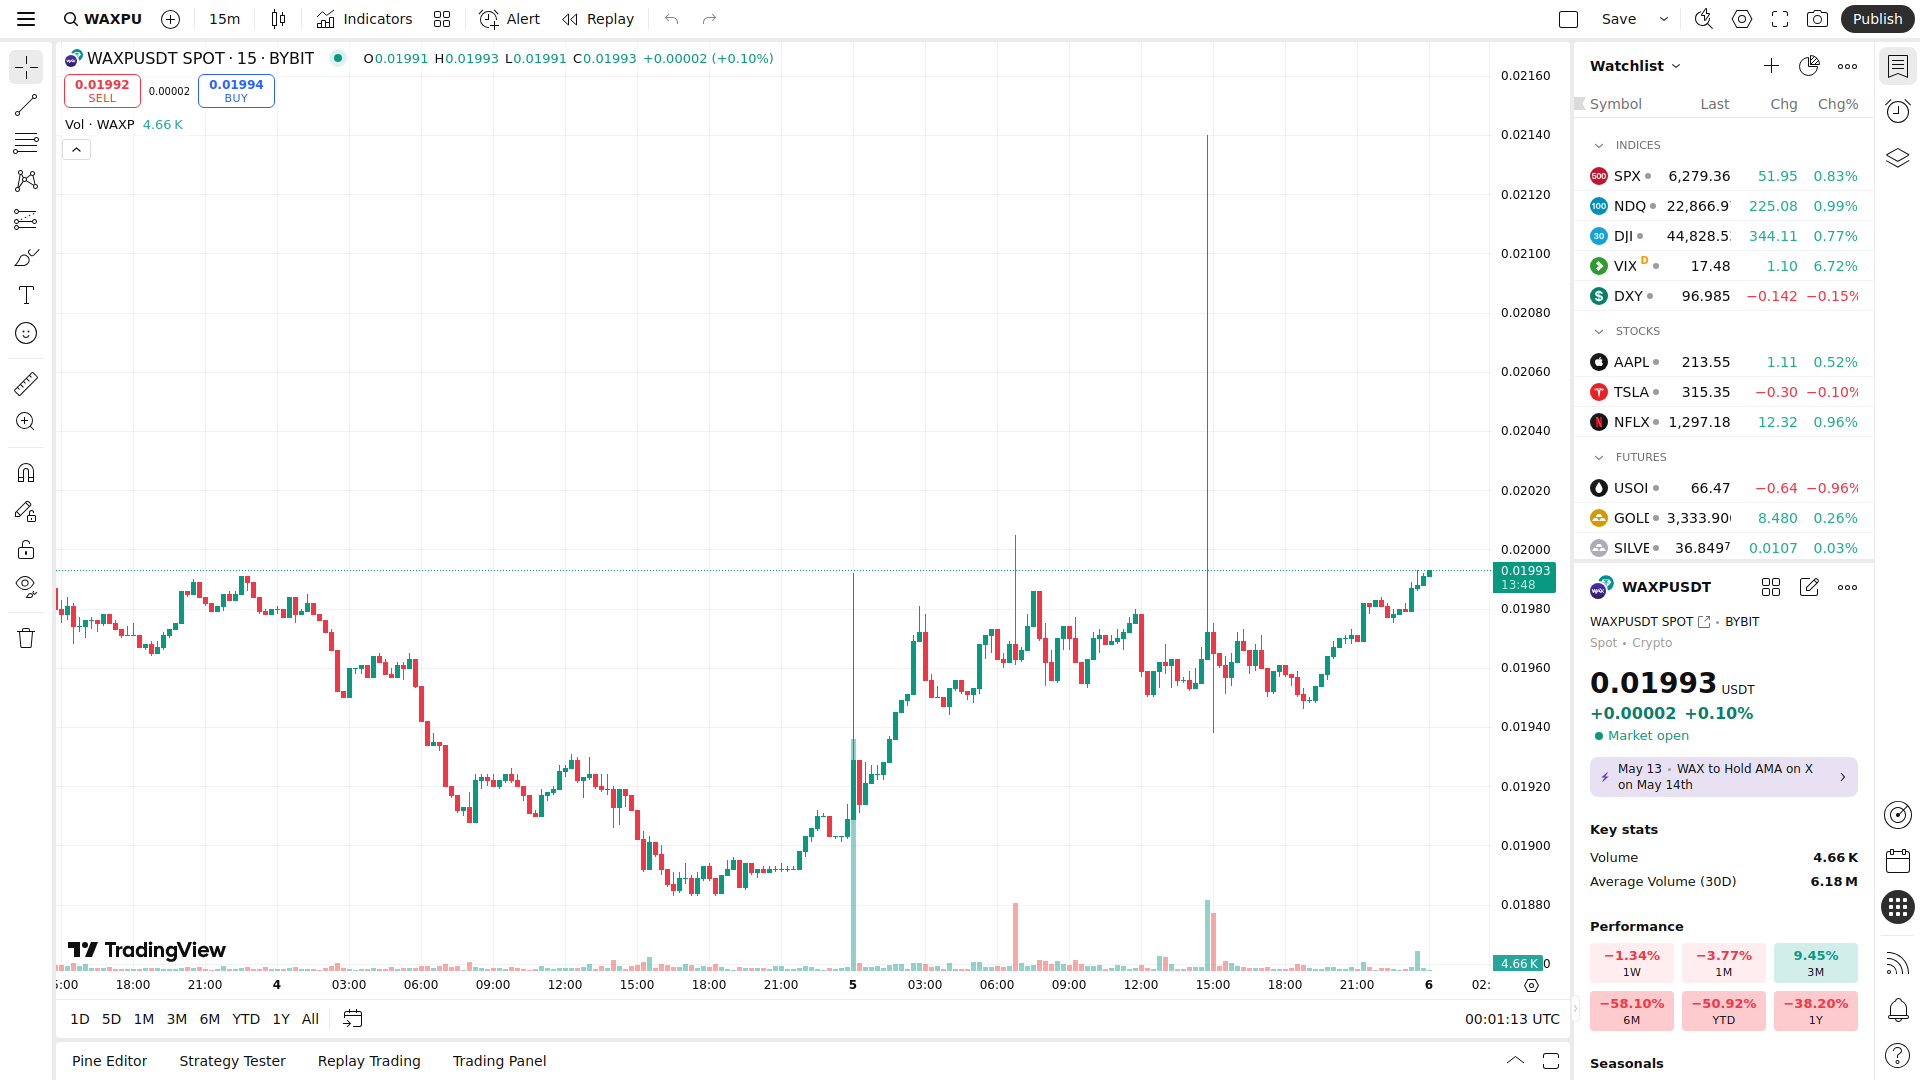 WAXPU
15m
Indicators
Alert
Replay
Save
Publish
WAXPUSDT SPOT · 15 · BYBIT
O0.01991 H0.01993 L0.01991 C0.01993 +0.00002 (+0.10%)
0.01992
SELL
0.00002
0.01994
BUY
Vol · WAXP 4.66 K
0.02160
0.02140
0.02120
0.02100
0.02080
0.02060
0.02040
0.02020
0.02000
0.01993
13:48
0.01980
0.01960
0.01940
0.01920
0.01900
0.01880
4.66 K
0
TradingView
5:00 18:00 21:00 4 03:00 06:00 09:00 12:00 15:00 18:00 21:00 5 03:00 06:00 09:00 12:00 15:00 18:00 21:00 6 02:
1D 5D 1M 3M 6M YTD 1Y All
00:01:13 UTC
Pine Editor
Strategy Tester
Replay Trading
Trading Panel
Watchlist
Symbol Last Chg Chg%
INDICES
500 SPX 6,279.36 51.95 0.83%
100 NDQ 22,866.9 225.08 0.99%
30 DJI 44,828.5 344.11 0.77%
VIX D 17.48 1.10 6.72%
$ DXY 96.985 −0.142 −0.15%
STOCKS
AAPL 213.55 1.11 0.52%
TSLA 315.35 −0.30 −0.10%
N NFLX 1,297.18 12.32 0.96%
FUTURES
USOI 66.47 −0.64 −0.96%
GOLD 3,333.90 8.480 0.26%
SILVE 36.8497 0.0107 0.03%
WAXPUSDT
WAXPUSDT SPOT • BYBIT
Spot • Crypto
0.01993 USDT
+0.00002 +0.10%
Market open
May 13 • WAX to Hold AMA on X
on May 14th
Key stats
Volume 4.66 K
Average Volume (30D) 6.18 M
Performance
−1.34%
1W
−3.77%
1M
9.45%
3M
−58.10%
6M
−50.92%
YTD
−38.20%
1Y
Seasonals